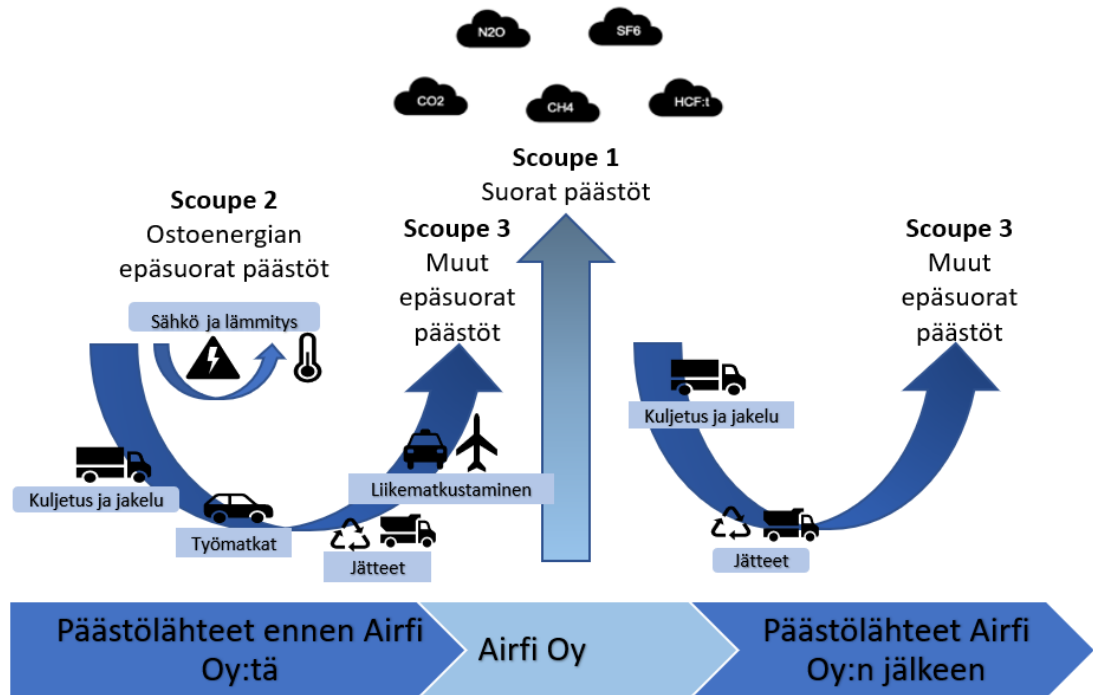 N2O
SF6
CO2
CH4
HCF:t
Scoupe 1
Suorat päästöt
Scoupe 2
Ostoenergian
epäsuorat päästöt
Scoupe 3
Muut
epäsuorat
päästöt
Scoupe 3
Muut
epäsuorat
päästöt
Sähkö ja lämmitys
Kuljetus ja jakelu
Työmatkat
Jätteet
Liikematkustaminen
Kuljetus ja jakelu
Jätteet
Päästölähteet ennen Airfi
Oy:tä
Airfi Oy
Päästölähteet Airfi
Oy:n jälkeen